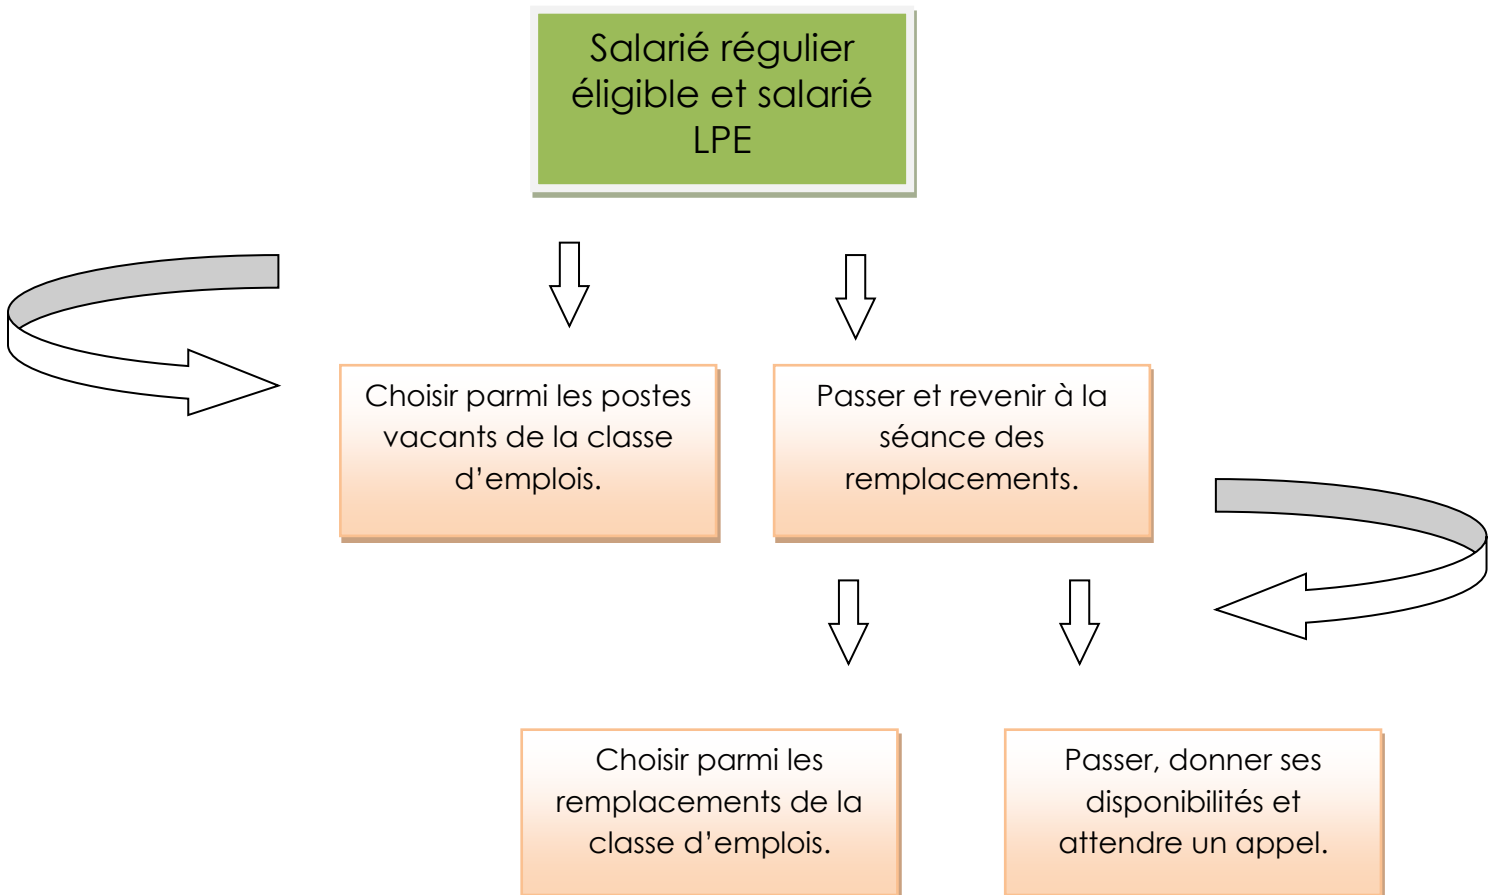 Salarié régulier
éligible et salarié
LPE
Choisir parmi les postes
vacants de la classe
d’emplois.
Passer et revenir à la
séance des
remplacements.
Choisir parmi les
remplacements de la
classe d’emplois.
Passer, donner ses
disponibilités et
attendre un appel.